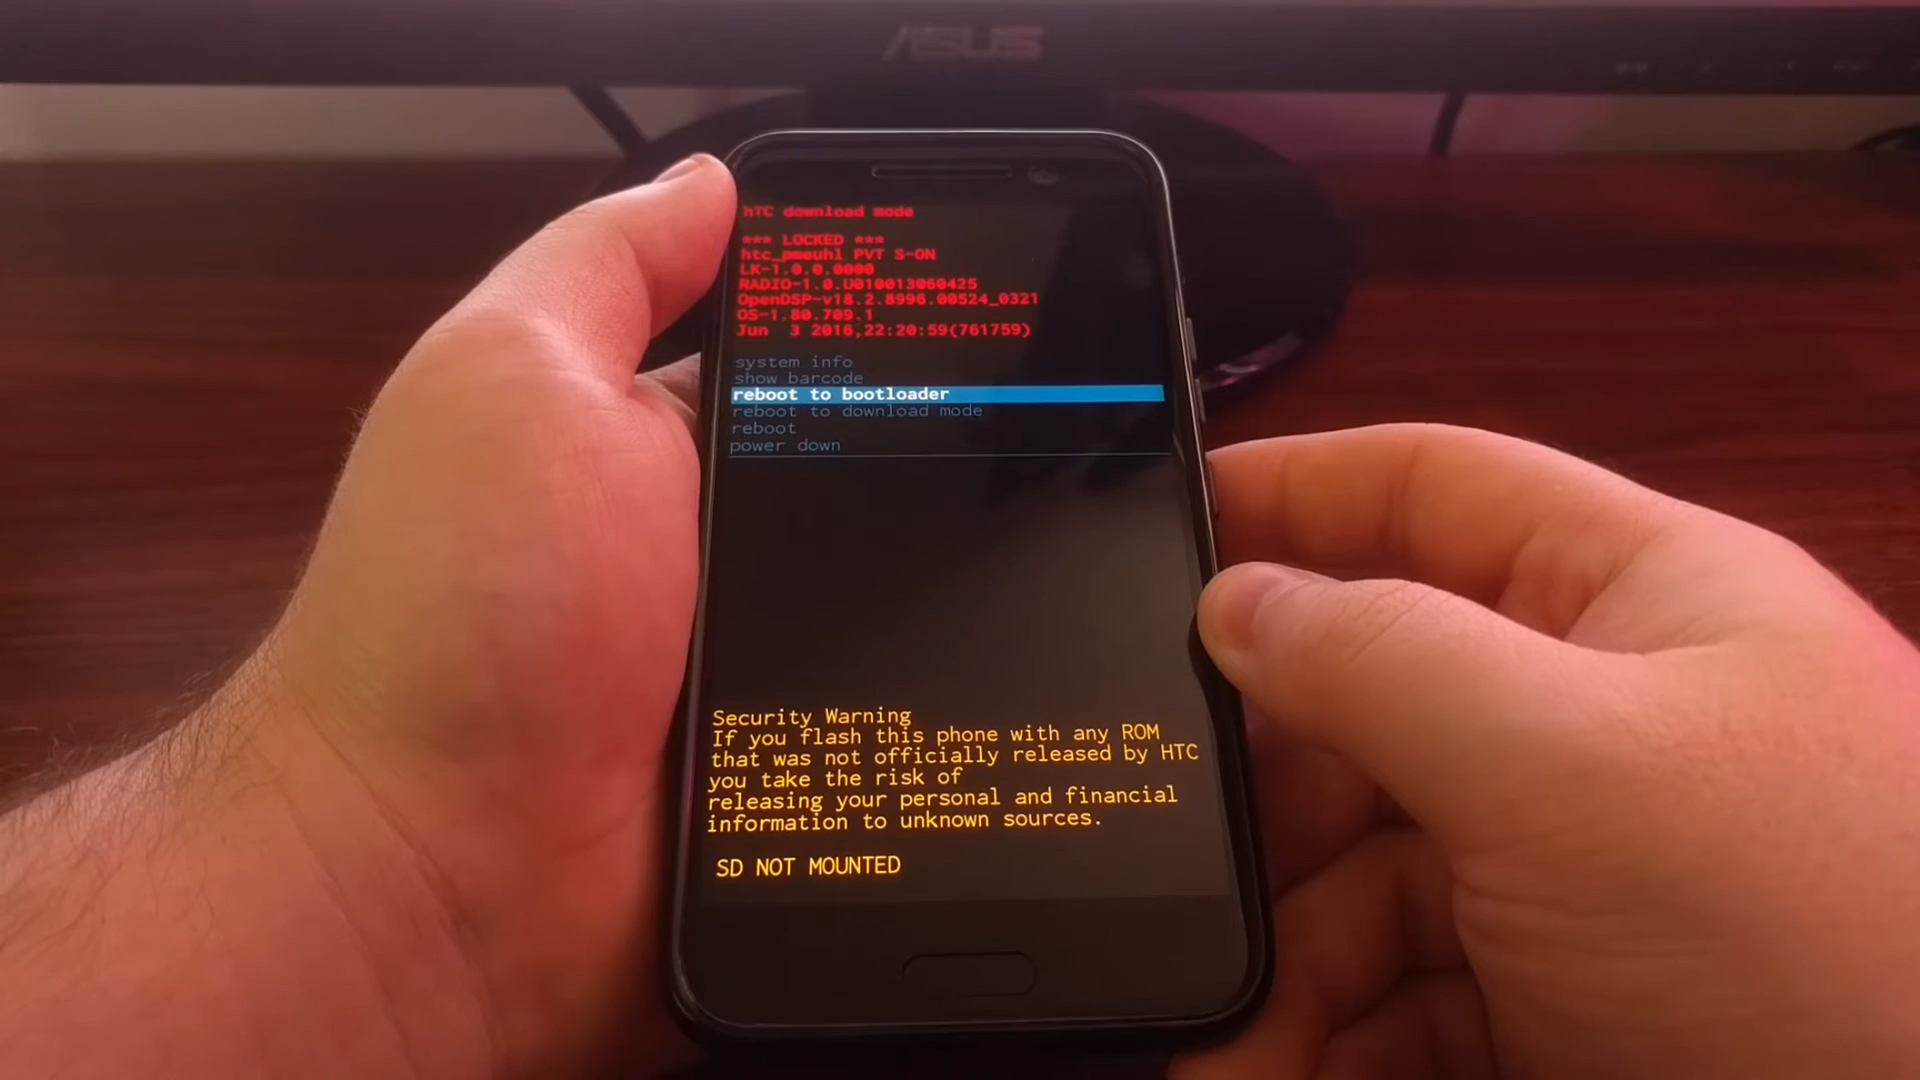 ASUS
hTC download mode
*** LOCKED ***
htc_pmeuhl PVT S-ON
LK-1.0.0.0000
RADIO-1.0.U010013060425
OpenDSP-v18.2.8996.00524_0321
OS-1.80.709.1
Jun 3 2016,22:20:59(761759)
system info
show barcode
reboot to bootloader
reboot to download mode
reboot
power down
Security Warning
If you flash this phone with any ROM
that was not officially released by HTC
you take the risk of
releasing your personal and financial
information to unknown sources.
SD NOT MOUNTED